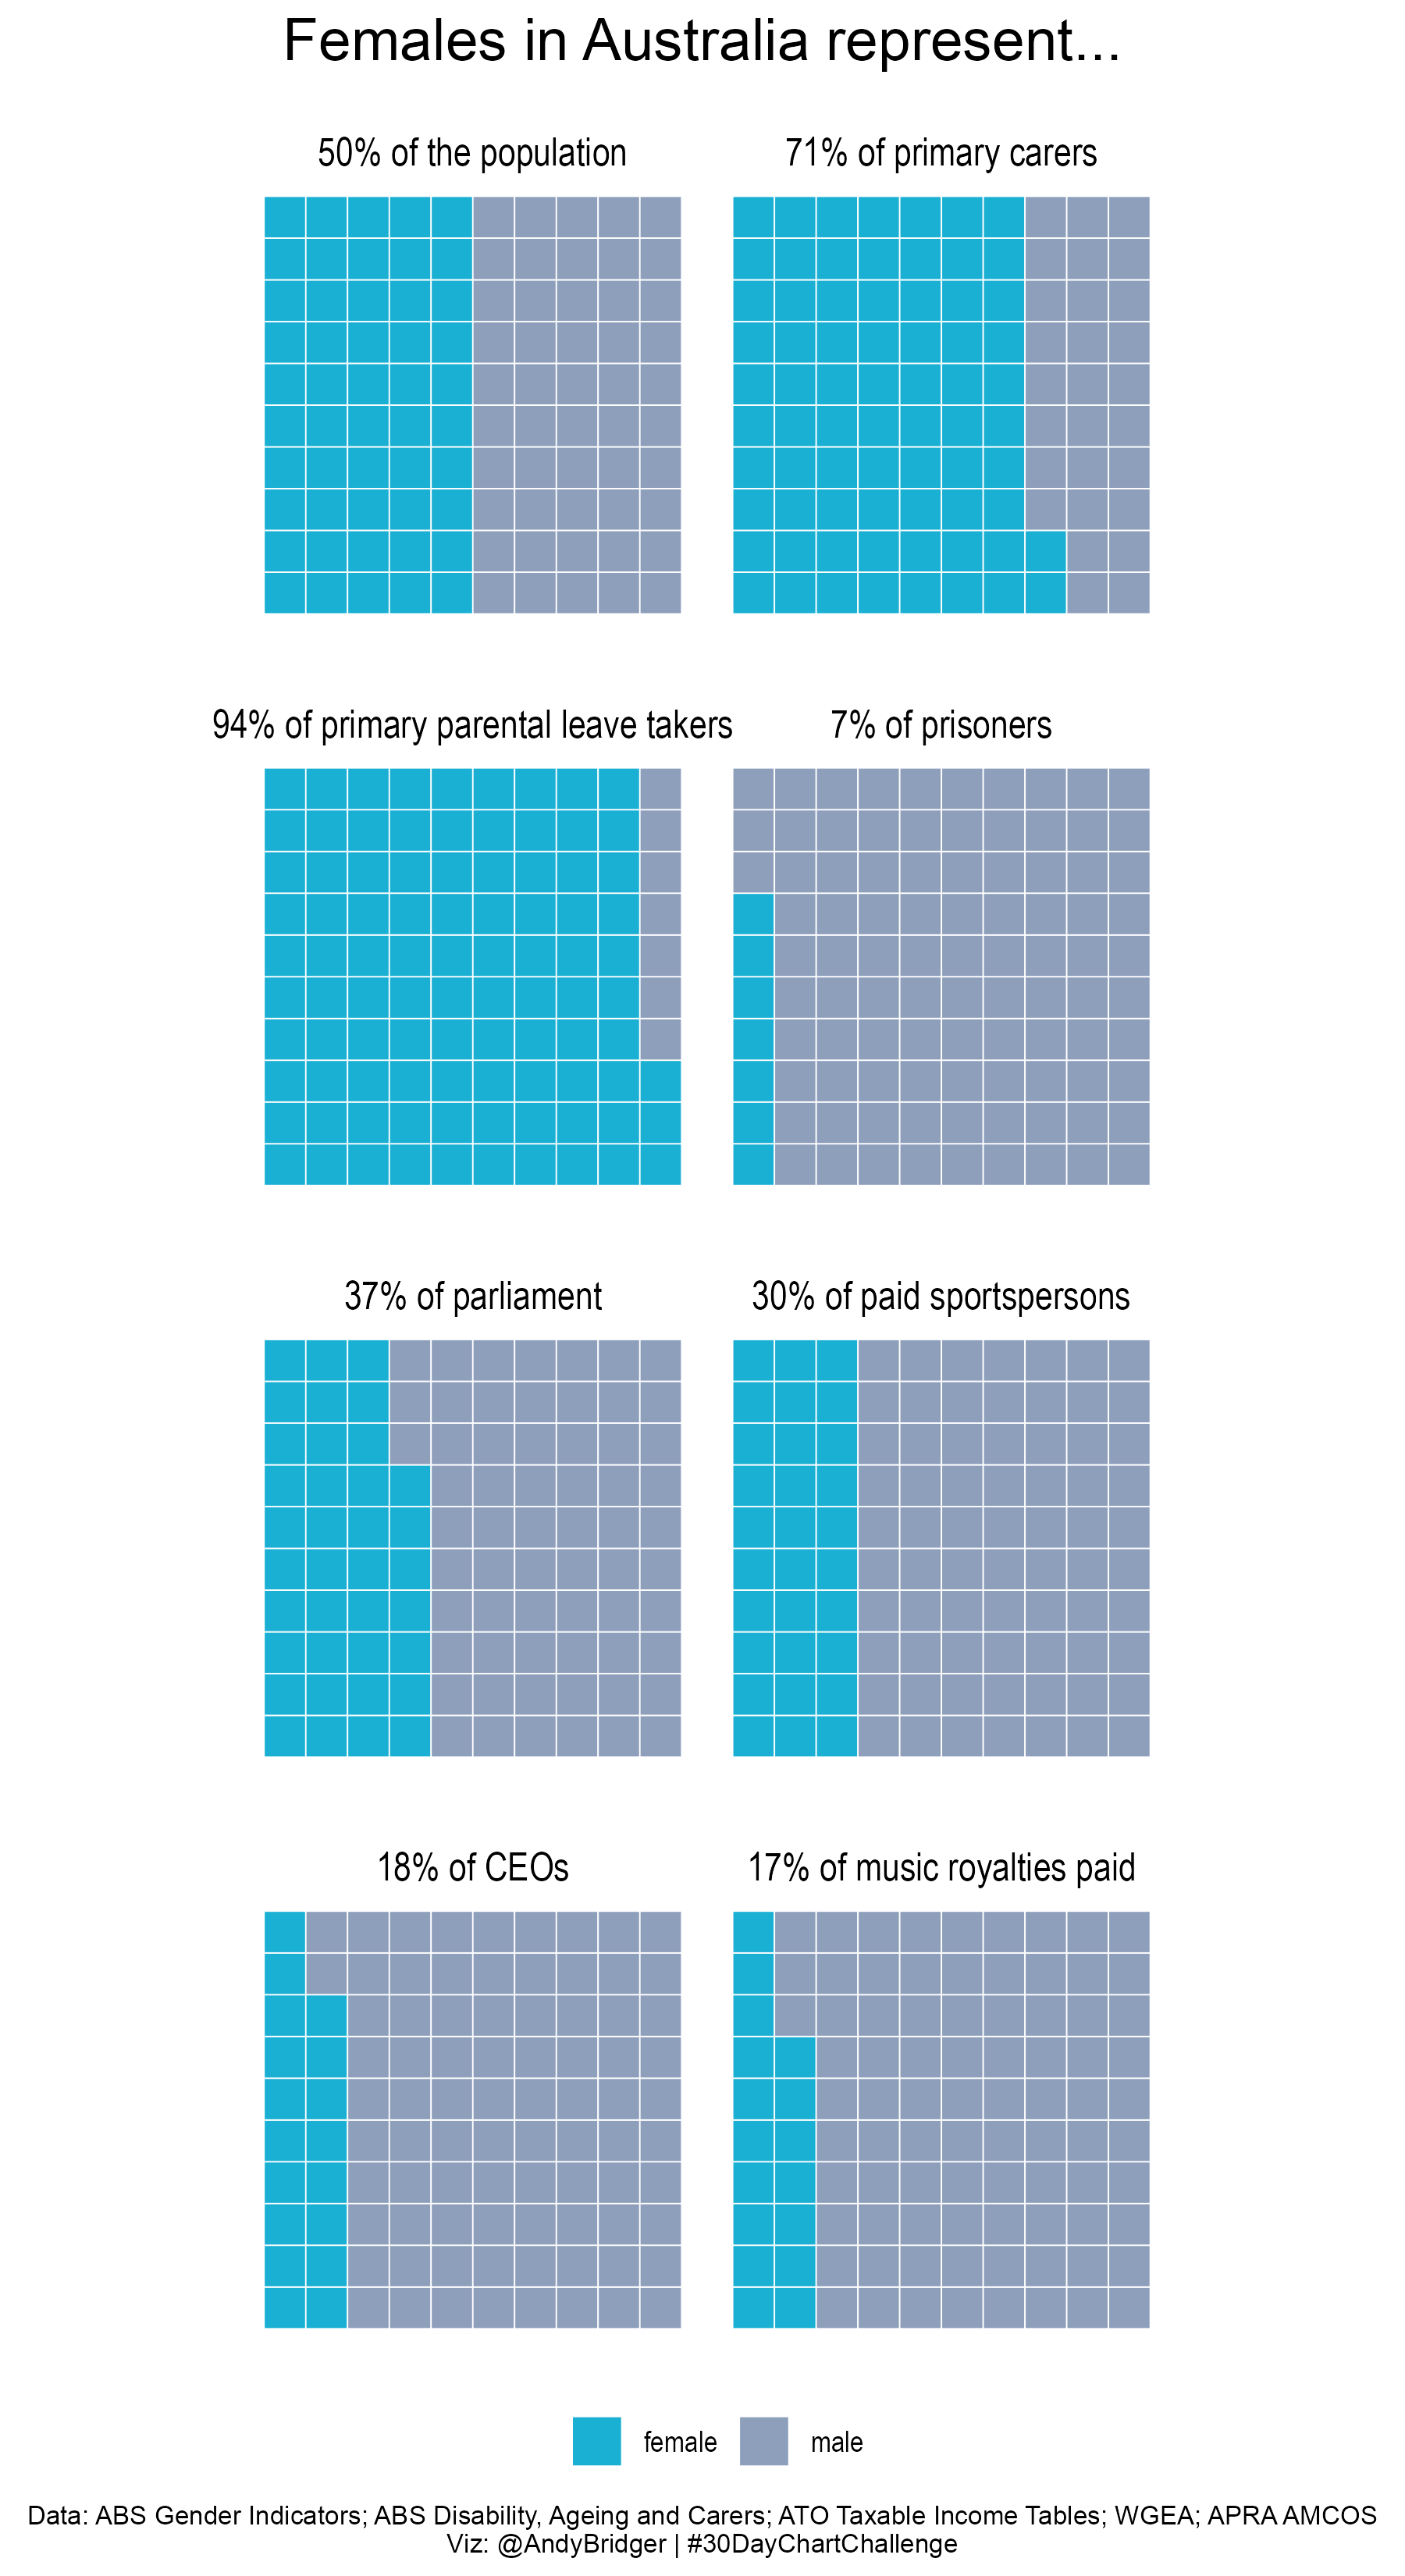 Females in Australia represent...
50% of the population
71% of primary carers
94% of primary parental leave takers
7% of prisoners
37% of parliament
30% of paid sportspersons
18% of CEOs
17% of music royalties paid
female
male
Data: ABS Gender Indicators; ABS Disability, Ageing and Carers; ATO Taxable Income Tables; WGEA; APRA AMCOS
Viz: @AndyBridger | #30DayChartChallenge